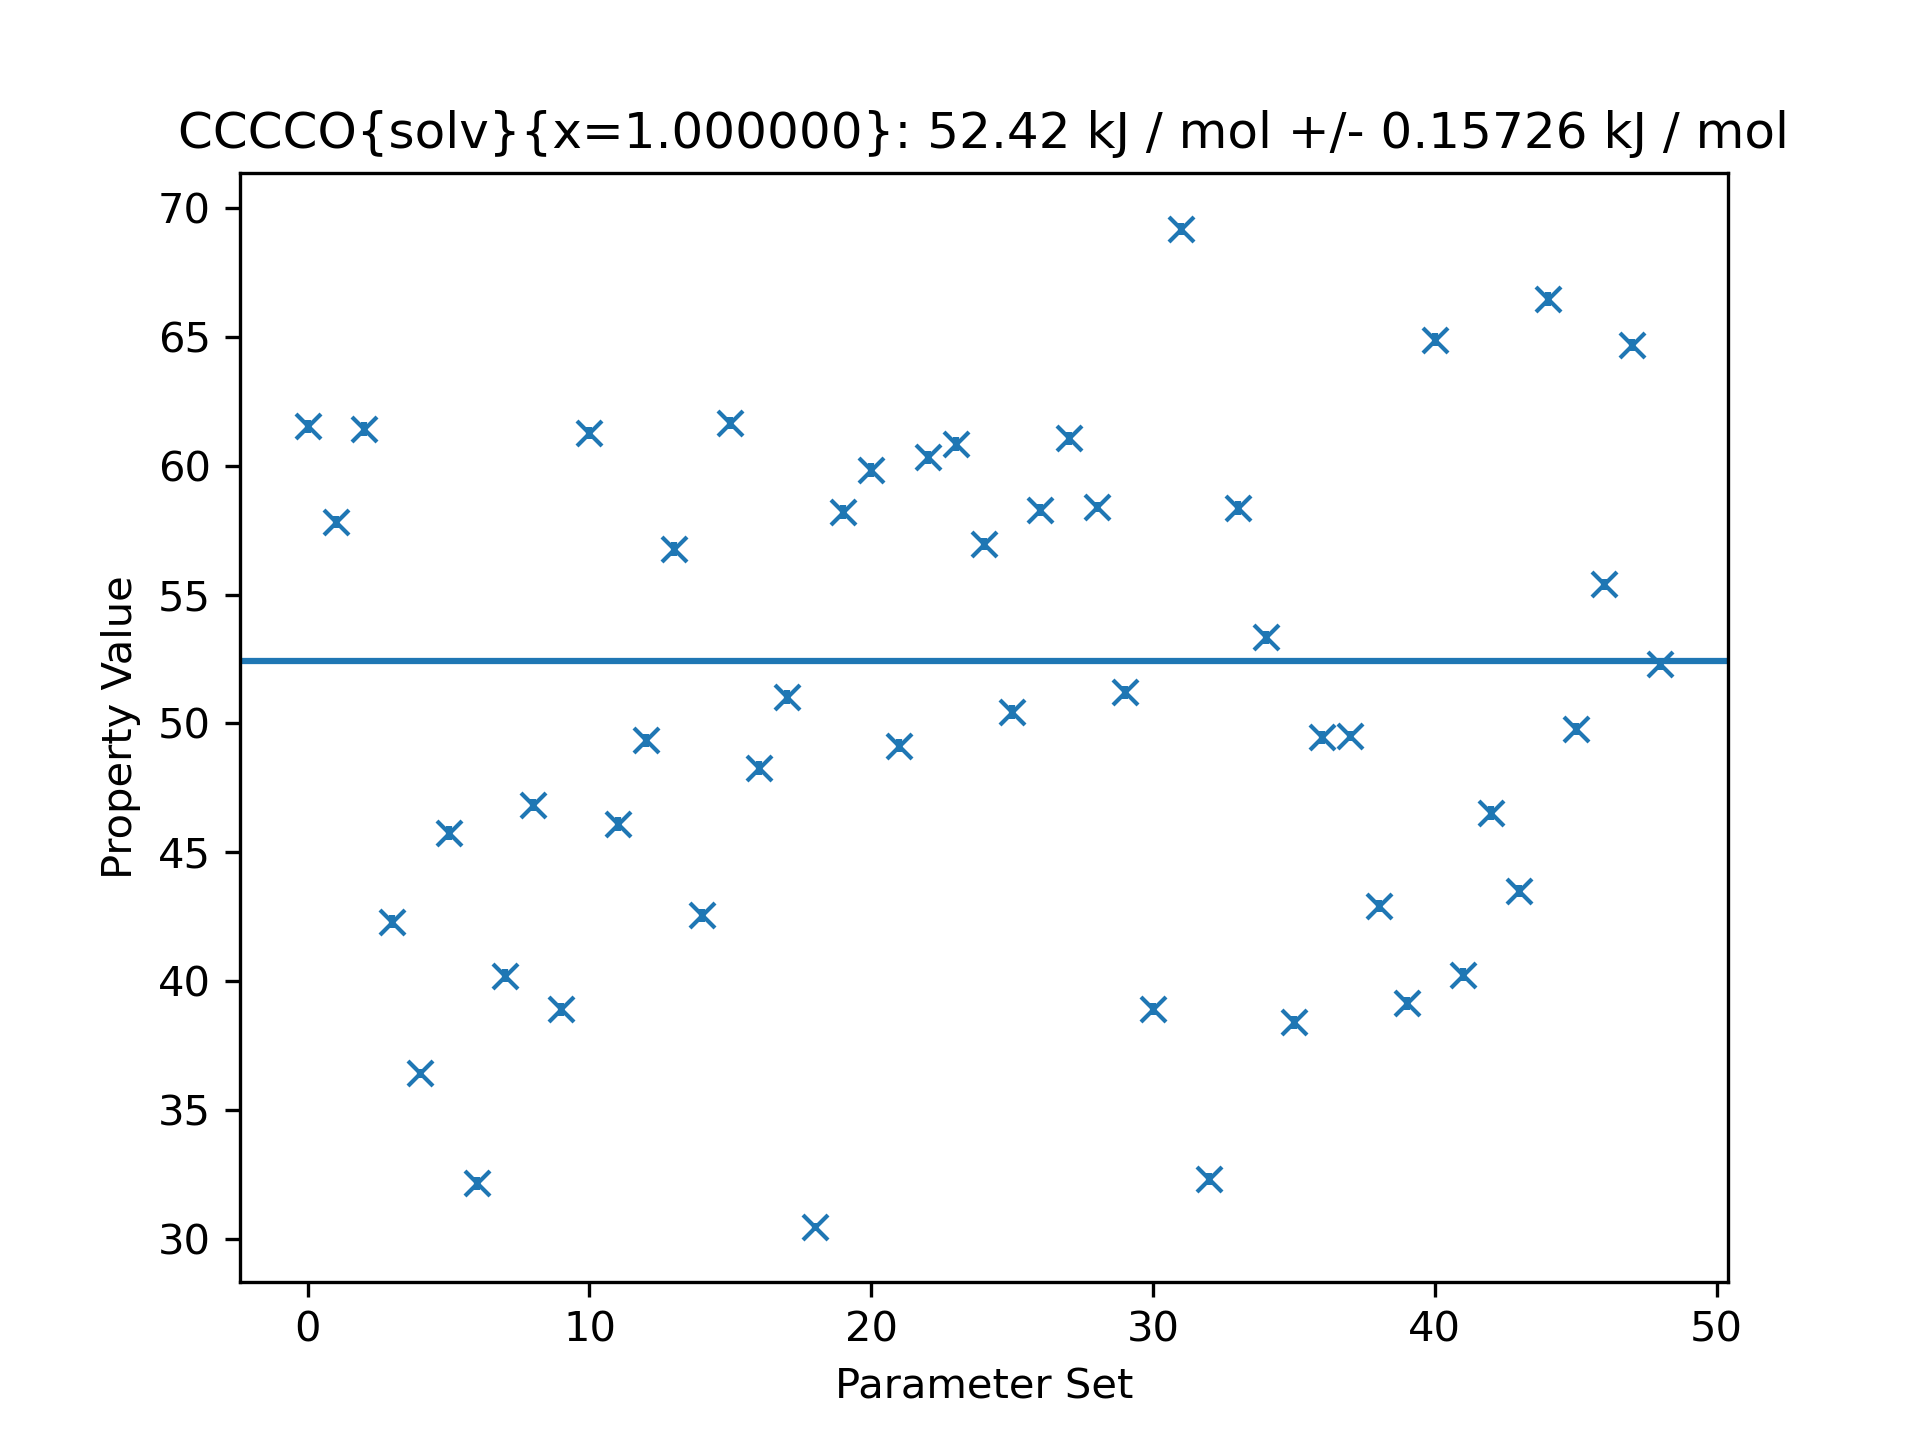 CCCCO{solv}{x=1.000000}: 52.42 kJ / mol +/- 0.15726 kJ / mol
Property Value
70
65
60
55
50
45
40
35
30
0 10 20 30 40 50
Parameter Set